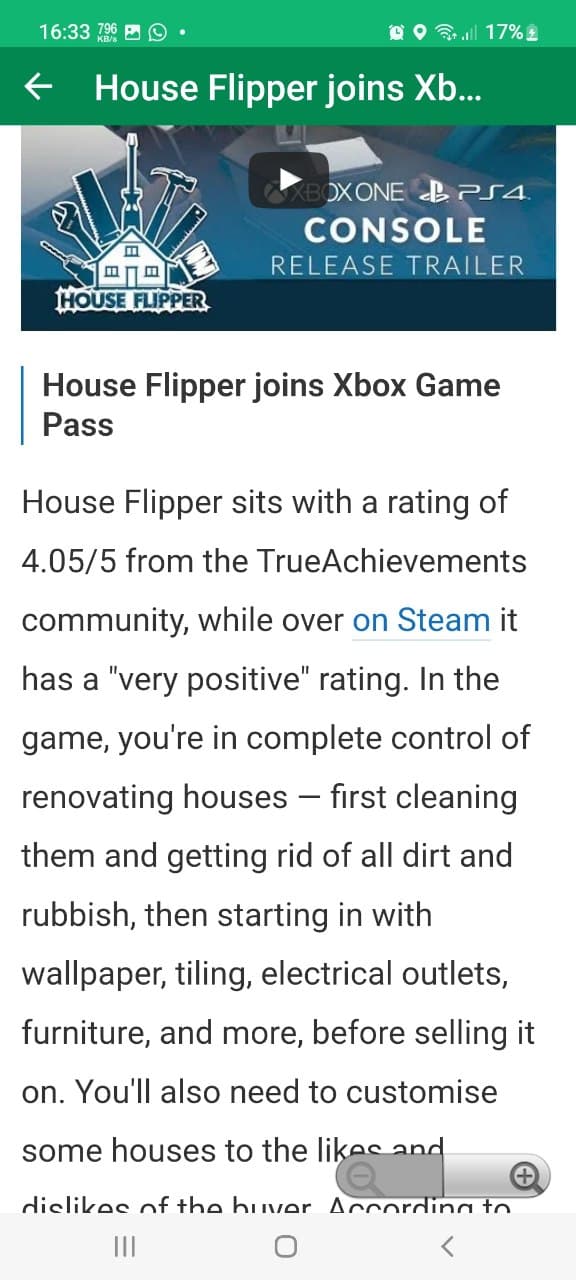 16:33 796 KB/s 17%
House Flipper joins Xb...
XBOX ONE PS4
CONSOLE
RELEASE TRAILER
HOUSE FLIPPER
House Flipper joins Xbox Game
Pass
House Flipper sits with a rating of
4.05/5 from the TrueAchievements
community, while over on Steam it
has a "very positive" rating. In the
game, you're in complete control of
renovating houses — first cleaning
them and getting rid of all dirt and
rubbish, then starting in with
wallpaper, tiling, electrical outlets,
furniture, and more, before selling it
on. You'll also need to customise
some houses to the likes and
dislikes of the buyer. According to